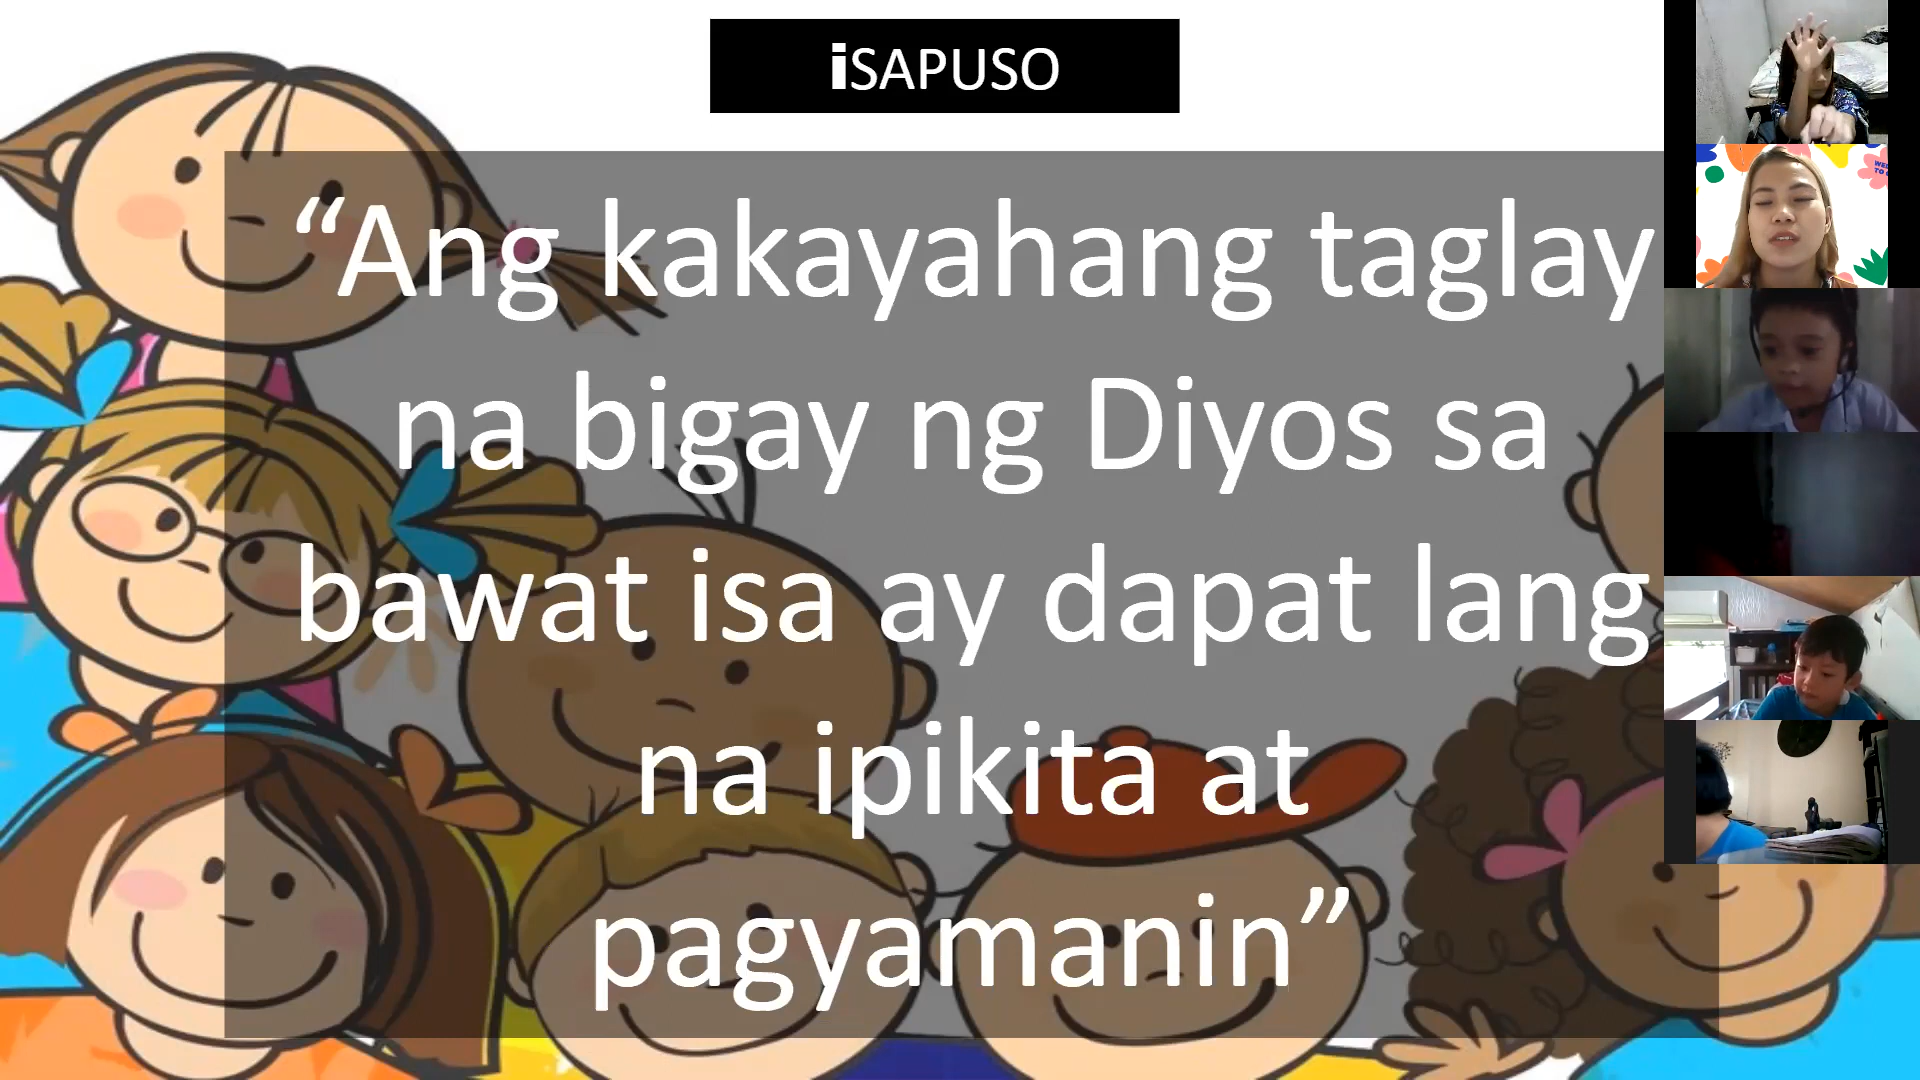 iSAPUSO
“Ang kakayahang taglay
na bigay ng Diyos sa
bawat isa ay dapat lang
na ipikita at
pagyamanin”